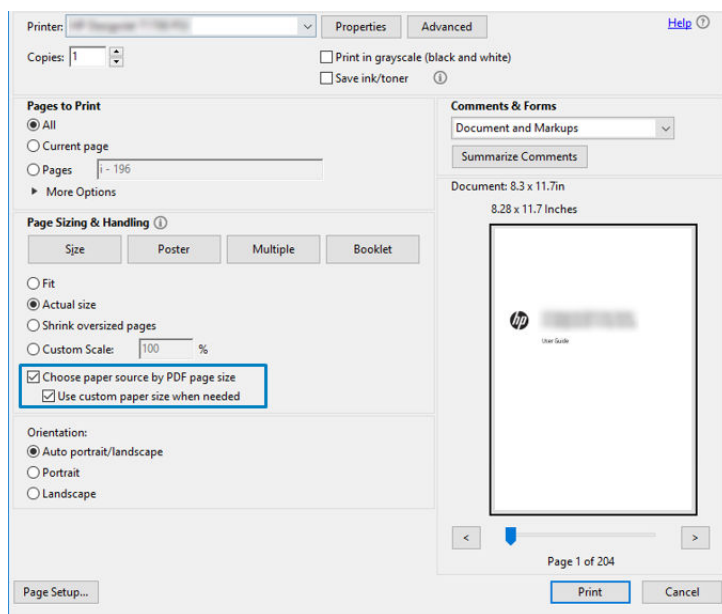 Printer:
Properties
Advanced
Help
Copies: 1
Print in grayscale (black and white)
Save ink/toner
Pages to Print
All
Current page
Pages i - 196
More Options
Page Sizing & Handling
Size Poster Multiple Booklet
Fit
Actual size
Shrink oversized pages
Custom Scale: 100 %
Choose paper source by PDF page size
Use custom paper size when needed
Orientation:
Auto portrait/landscape
Portrait
Landscape
Comments & Forms
Document and Markups
Summarize Comments
Document: 8.3 x 11.7in
8.28 x 11.7 Inches
hp
User Guide
< >
Page 1 of 204
Page Setup...
Print Cancel